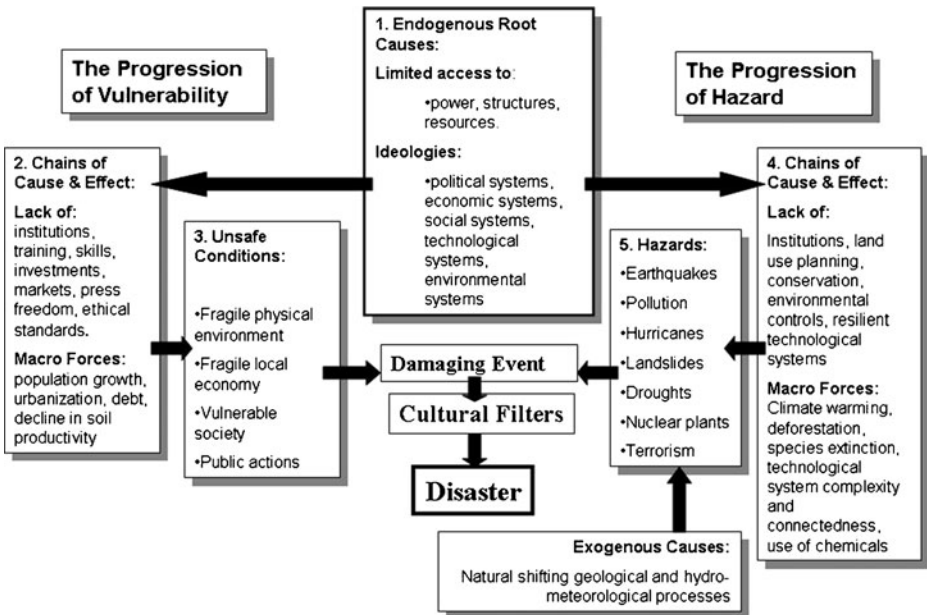 The Progression
of Vulnerability
1. Endogenous Root
Causes:
Limited access to:
•power, structures,
resources.
Ideologies:
•political systems,
economic systems,
social systems,
technological
systems,
environmental
systems
The Progression
of Hazard
2. Chains of
Cause & Effect:
Lack of:
institutions,
training, skills,
investments,
markets, press
freedom, ethical
standards.
Macro Forces:
population growth,
urbanization, debt,
decline in soil
productivity
3. Unsafe
Conditions:
•Fragile physical
environment
•Fragile local
economy
•Vulnerable
society
•Public actions
Damaging Event
Cultural Filters
Disaster
5. Hazards:
•Earthquakes
•Pollution
•Hurricanes
•Landslides
•Droughts
•Nuclear plants
•Terrorism
4. Chains of
Cause & Effect:
Lack of:
Institutions, land
use planning,
conservation,
environmental
controls, resilient
technological
systems
Macro Forces:
Climate warming,
deforestation,
species extinction,
technological
system complexity
and
connectedness,
use of chemicals
Exogenous Causes:
Natural shifting geological and hydro-
meteorological processes